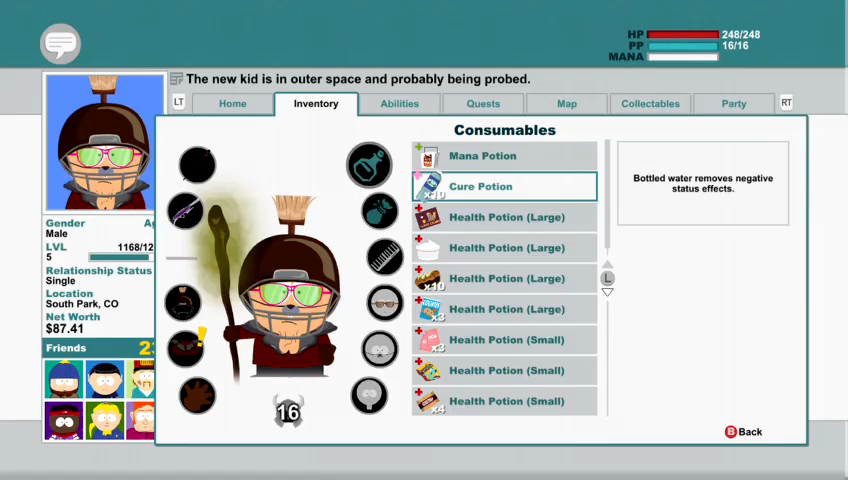 HP 248/248
PP 16/16
MANA
The new kid is in outer space and probably being probed.
LT Home Inventory Abilities Quests Map Collectables Party RT
Consumables
Gender
Male
LVL 1168/12
5
Relationship Status
Single
Location
South Park, CO
Net Worth
$87.41
Friends 23
16
Mana Potion
Cure Potion
x10
Health Potion (Large)
Health Potion (Large)
Health Potion (Large)
x10
Health Potion (Large)
x3
Health Potion (Small)
x3
Health Potion (Small)
Health Potion (Small)
x4
L
Bottled water removes negative
status effects.
B Back